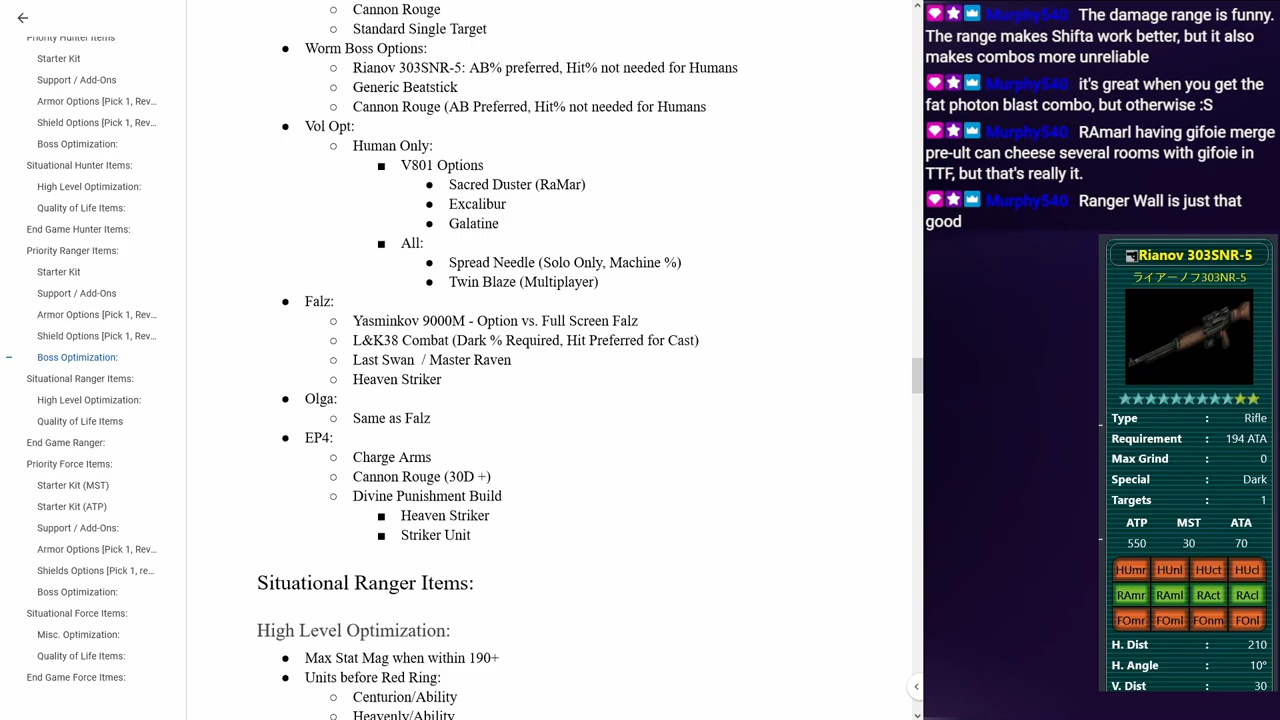 Priority Hunter Items
Starter Kit
Support / Add-Ons
Armor Options [Pick 1, Rev...
Shield Options [Pick 1, Rev...
Boss Optimization:
Situational Hunter Items:
High Level Optimization:
Quality of Life Items:
End Game Hunter Items:
Priority Ranger Items:
Starter Kit
Support / Add-Ons
Armor Options [Pick 1, Rev...
Shield Options [Pick 1, Rev...
Boss Optimization:
Situational Ranger Items:
High Level Optimization:
Quality of Life Items
End Game Ranger:
Priority Force Items:
Starter Kit (MST)
Starter Kit (ATP)
Support / Add-Ons:
Armor Options [Pick 1, Rev...
Shields Options [Pick 1, re...
Boss Optimization:
Situational Force Items:
Misc. Optimization:
Quality of Life Items:
End Game Force Itmes:
Cannon Rouge
Standard Single Target
Worm Boss Options:
Rianov 303SNR-5: AB% preferred, Hit% not needed for Humans
Generic Beatstick
Cannon Rouge (AB Preferred, Hit% not needed for Humans
Vol Opt:
Human Only:
V801 Options
Sacred Duster (RaMar)
Excalibur
Galatine
All:
Spread Needle (Solo Only, Machine %)
Twin Blaze (Multiplayer)
Falz:
Yasminkov 9000M - Option vs. Full Screen Falz
L&K38 Combat (Dark % Required, Hit Preferred for Cast)
Last Swan / Master Raven
Heaven Striker
Olga:
Same as Falz
EP4:
Charge Arms
Cannon Rouge (30D +)
Divine Punishment Build
Heaven Striker
Striker Unit
Situational Ranger Items:
High Level Optimization:
Max Stat Mag when within 190+
Units before Red Ring:
Centurion/Ability
Heavenly/Ability
Murphy540: The damage range is funny.
The range makes Shifta work better, but it also
makes combos more unreliable
Murphy540: it's great when you get the
fat photon blast combo, but otherwise :S
Murphy540: RAmarl having gifoie merge
pre-ult can cheese several rooms with gifoie in
TTF, but that's really it.
Murphy540: Ranger Wall is just that
good
Rianov 303SNR-5
ライアーノフ303NR-5
Type : Rifle
Requirement : 194 ATA
Max Grind : 0
Special : Dark
Targets : 1
ATP MST ATA
550 30 70
HUmr HUnl HUct HUcl
RAmr RAml RAct RAcl
FOmr FOml FOnm FOnl
H. Dist : 210
H. Angle : 10°
V. Dist : 30